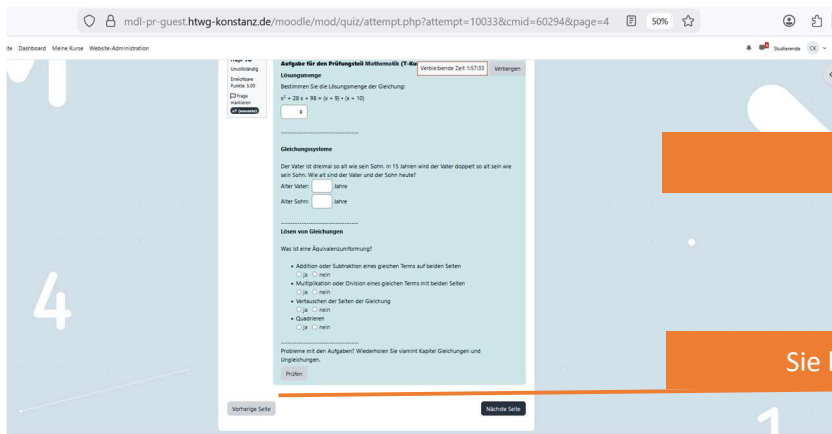 mdl-pr-guest.htwg-konstanz.de/moodle/mod/quiz/attempt.php?attempt=10033&cmid=60294&page=4 50%
Dashboard Meine Kurse Website-Administration
Studierende CK
Unvollständig
Erreichbare
Punkte: 5,00
Frage
markieren
v7 (neueste)
Aufgabe für den Prüfungsteil Mathematik
Verbleibende Zeit 1:57:33
Verbergen
Lösungsmenge
Bestimmen Sie die Lösungsmenge der Gleichung:
x² + 28 x + 98 = (x + 9) · (x + 10)
Gleichungssysteme
Der Vater ist dreimal so alt wie sein Sohn. In 15 Jahren wird der Vater doppelt so alt sein wie
sein Sohn. Wie alt sind der Vater und der Sohn heute?
Alter Vater: Jahre
Alter Sohn: Jahre
Lösen von Gleichungen
Was ist eine Äquivalenzumformung?
• Addition oder Subtraktion eines gleichen Terms auf beiden Seiten
ja nein
• Multiplikation oder Division eines gleichen Terms mit beiden Seiten
ja nein
• Vertauschen der Seiten der Gleichung
ja nein
• Quadrieren
ja nein
Probleme mit den Aufgaben? Wiederholen Sie viamint Kapitel Gleichungen und
Ungleichungen.
Prüfen
Vorherige Seite
Nächste Seite
Sie
4
1